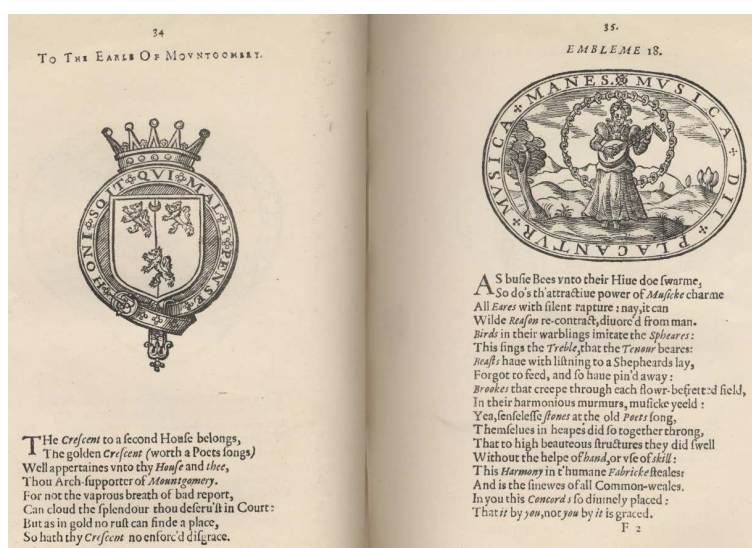 34
TO THE EARLE OF MOVNTGOOMERY.
HONI SOIT QVI MAL Y PENSE
THe Creſcent to a ſecond Houſe belongs,
The golden Creſcent (worth a Poets ſongs)
Well appertaines vnto thy Houſe and thee,
Thou Arch-ſupporter of Mountgomery.
For not the vaprous breath of bad report,
Can cloud the ſplendour thou deſeru'ſt in Court:
But as in gold no ruſt can finde a place,
So hath thy Creſcent no enforc'd diſgrace.
35.
EMBLEME 18.
MVSICA MANES. MVSICA DII PLACANTVR
AS buſie Bees vnto their Hiue doe ſwarme,
So do's th'attractiue power of Muſicke charme
All Eares with ſilent rapture: nay, it can
Wilde Reaſon re-contract, diuorc'd from man.
Birds in their warblings imitate the Spheares:
This ſings the Treble, that the Tenour beares:
Beaſts haue with liſtning to a Shepheards lay,
Forgot to feed, and ſo haue pin'd away:
Brookes that creepe through each flowr-befretted field,
In their harmonious murmurs, muſicke yeeld:
Yea, ſenſeleſſe ſtones at the old Poets ſong,
Themſelues in heapes did ſo together throng,
That to high beauteous ſtructures they did ſwell
Without the helpe of hand, or vſe of skill:
This Harmony in t'humane Fabricke ſteales:
And is the ſinewes of all Common-weales.
In you this Concord s ſo diuinely placed:
That it by you, not you by it is graced.
F 2